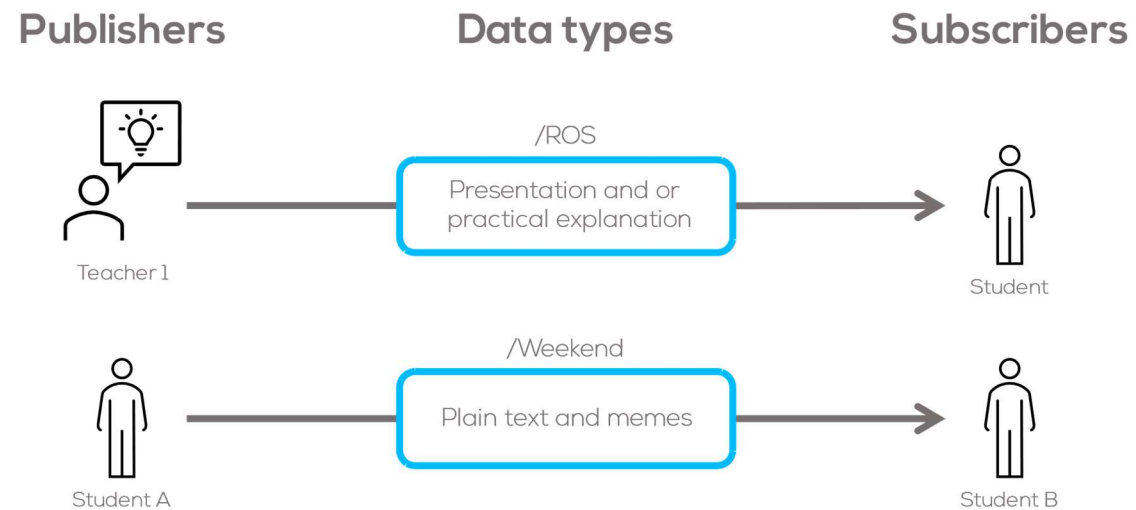 Publishers
Data types
Subscribers
/ROS
Presentation and or
practical explanation
Teacher 1
Student
/Weekend
Plain text and memes
Student A
Student B